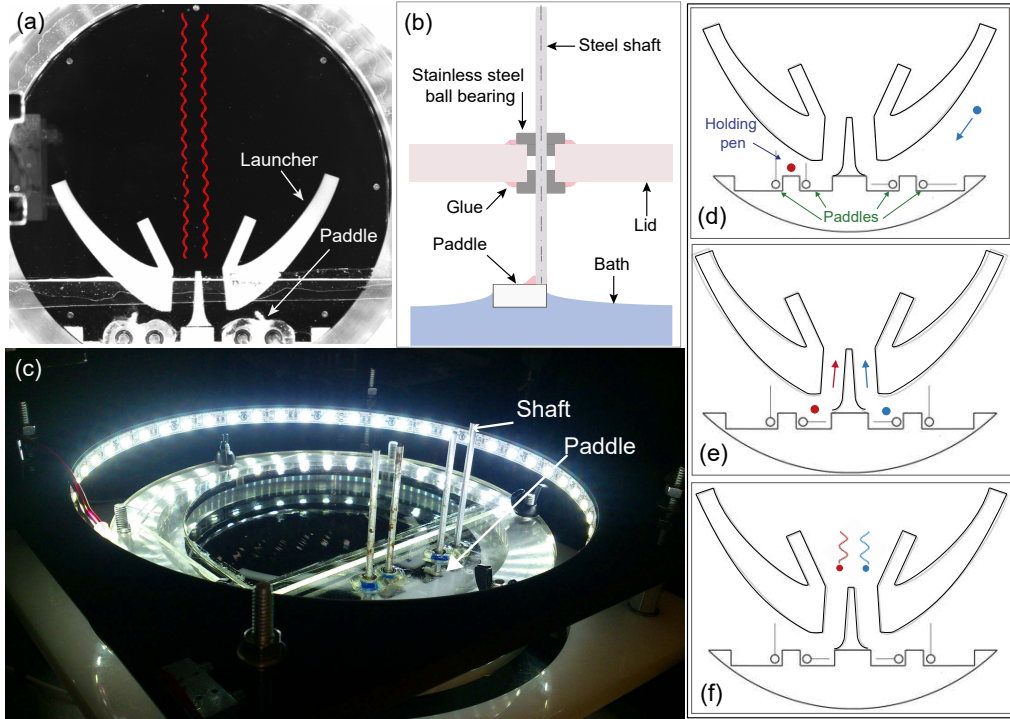 (a)
Launcher
Paddle
(b)
Steel shaft
Stainless steel
ball bearing
Glue
Lid
Paddle
Bath
(c)
Shaft
Paddle
Holding
pen
Paddles
(d)
(e)
(f)